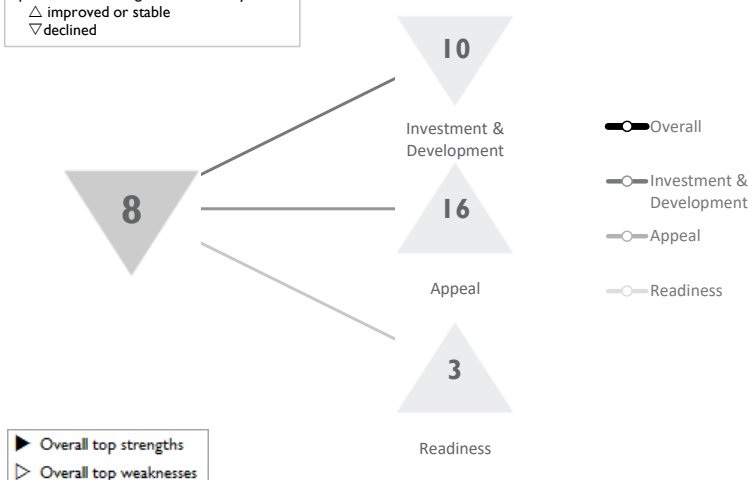 △ improved or stable
▽ declined
10
Investment &
Development
8
16
Appeal
3
Readiness
Overall
Investment &
Development
Appeal
Readiness
▶ Overall top strengths
▷ Overall top weaknesses